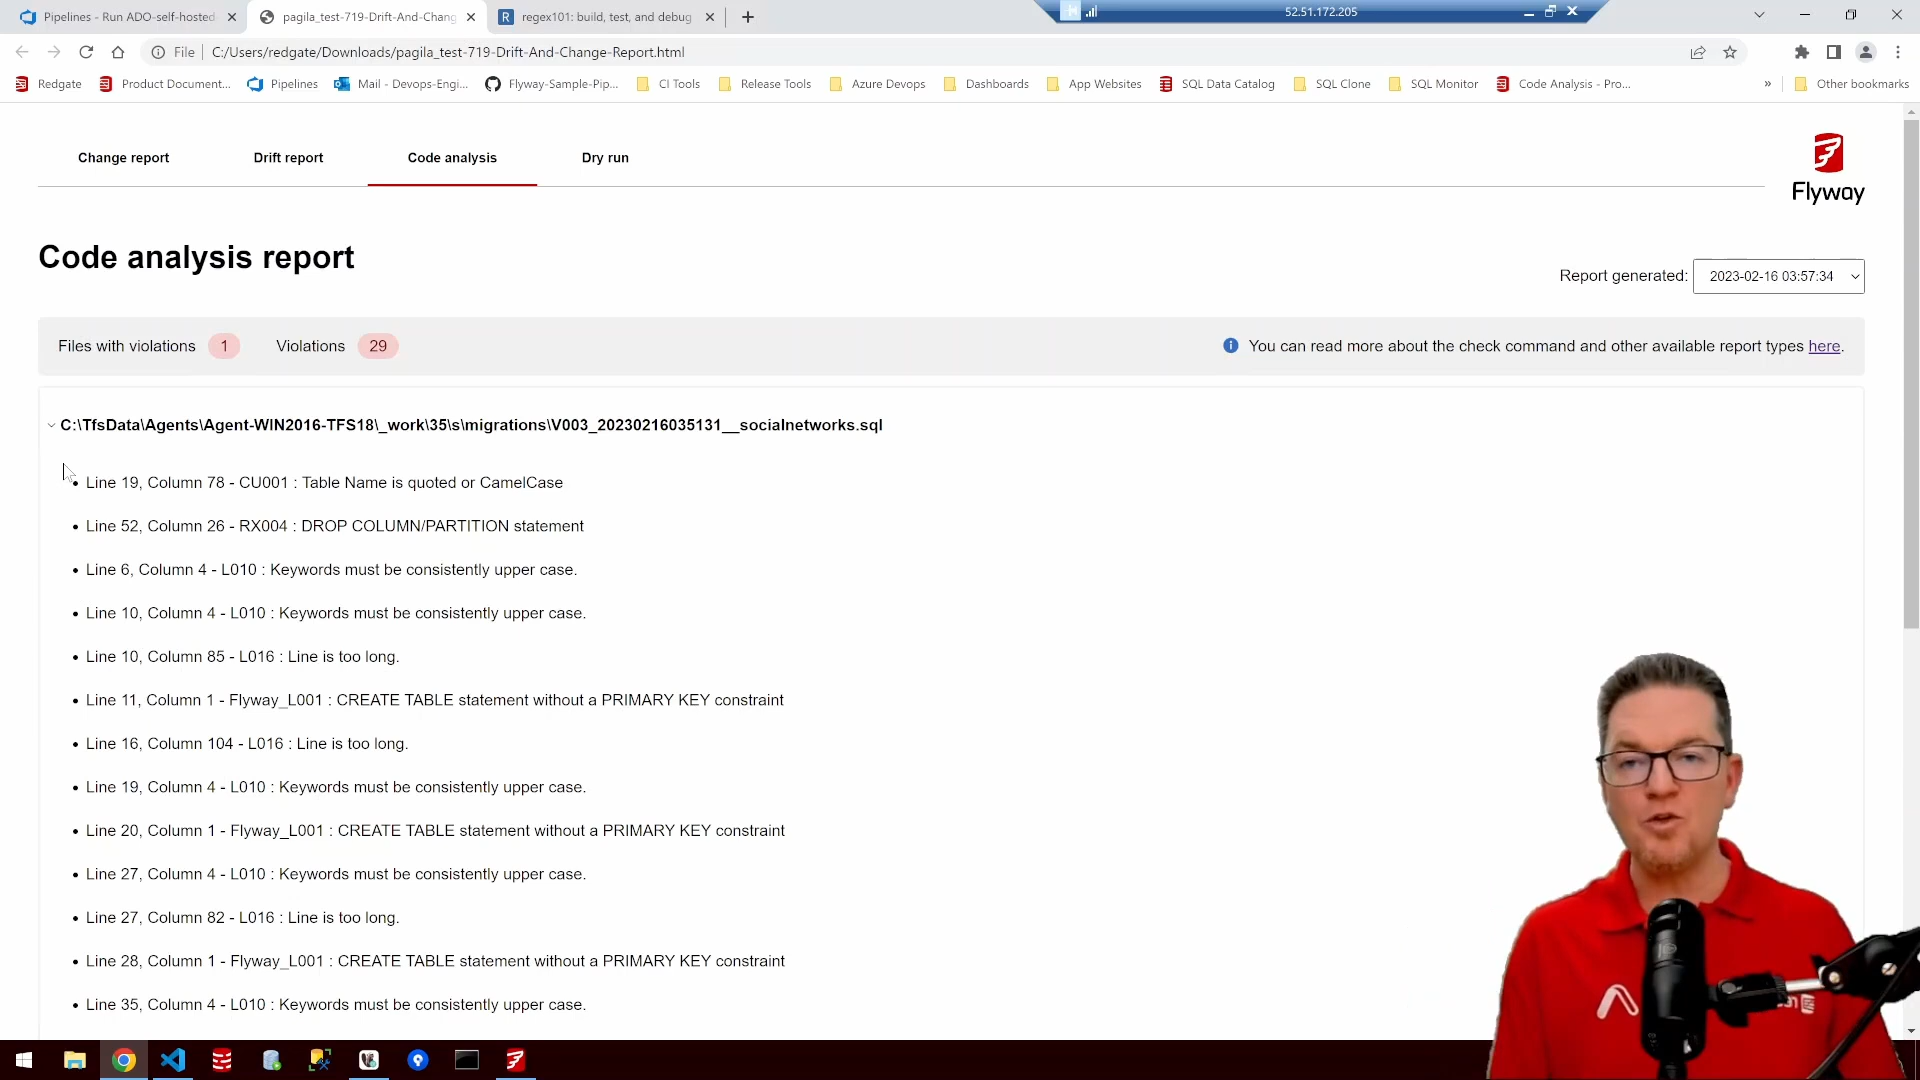 Pipelines - Run ADO-self-hosted
pagila_test-719-Drift-And-Chang
R
regex101: build, test, and debug
52.51.172.205
File
C:/Users/redgate/Downloads/pagila_test-719-Drift-And-Change-Report.html
Redgate
Product Document...
Pipelines
Mail - Devops-Engi...
Flyway-Sample-Pip...
CI Tools
Release Tools
Azure Devops
Dashboards
App Websites
SQL Data Catalog
SQL Clone
SQL Monitor
Code Analysis - Pro...
»
Other bookmarks
Change report
Drift report
Code analysis
Dry run
Flyway
Code analysis report
Report generated: 2023-02-16 03:57:34
Files with violations 1
Violations 29
You can read more about the check command and other available report types here.
C:\TfsData\Agents\Agent-WIN2016-TFS18\_work\35\s\migrations\V003_20230216035131__socialnetworks.sql
• Line 19, Column 78 - CU001 : Table Name is quoted or CamelCase
• Line 52, Column 26 - RX004 : DROP COLUMN/PARTITION statement
• Line 6, Column 4 - L010 : Keywords must be consistently upper case.
• Line 10, Column 4 - L010 : Keywords must be consistently upper case.
• Line 10, Column 85 - L016 : Line is too long.
• Line 11, Column 1 - Flyway_L001 : CREATE TABLE statement without a PRIMARY KEY constraint
• Line 16, Column 104 - L016 : Line is too long.
• Line 19, Column 4 - L010 : Keywords must be consistently upper case.
• Line 20, Column 1 - Flyway_L001 : CREATE TABLE statement without a PRIMARY KEY constraint
• Line 27, Column 4 - L010 : Keywords must be consistently upper case.
• Line 27, Column 82 - L016 : Line is too long.
• Line 28, Column 1 - Flyway_L001 : CREATE TABLE statement without a PRIMARY KEY constraint
• Line 35, Column 4 - L010 : Keywords must be consistently upper case.